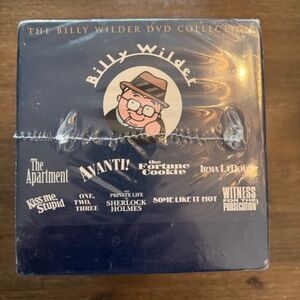 THE BILLY WILDER DVD COLLECTION
Billy Wilder
The Apartment
AVANTI!
the Fortune Cookie
IRMA LA DOUCE
Kiss me Stupid
ONE, TWO, THREE
THE PRIVATE LIFE OF SHERLOCK HOLMES
SOME LIKE IT HOT
WITNESS FOR THE PROSECUTION